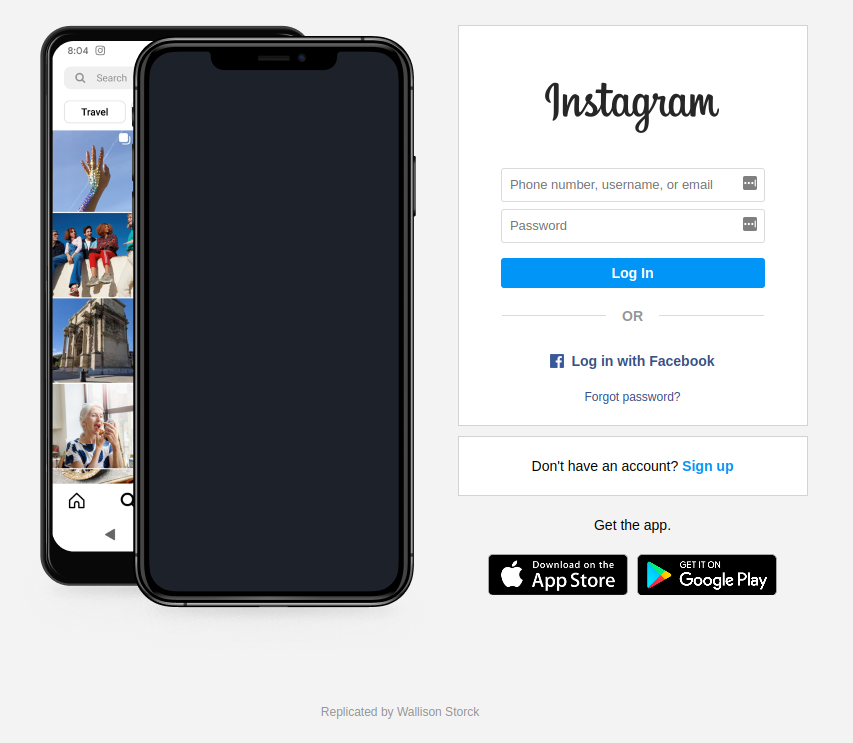 8:04
Search
Travel
Instagram
Phone number, username, or email
Password
Log In
OR
Log in with Facebook
Forgot password?
Don't have an account? Sign up
Get the app.
Download on the
App Store
GET IT ON
Google Play
Replicated by Wallison Storck